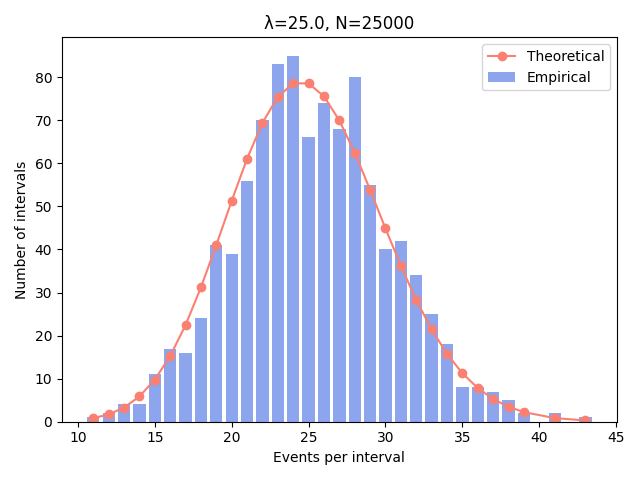 λ=25.0, N=25000
Theoretical
Empirical
Number of intervals
80
70
60
50
40
30
20
10
0
10 15 20 25 30 35 40 45
Events per interval